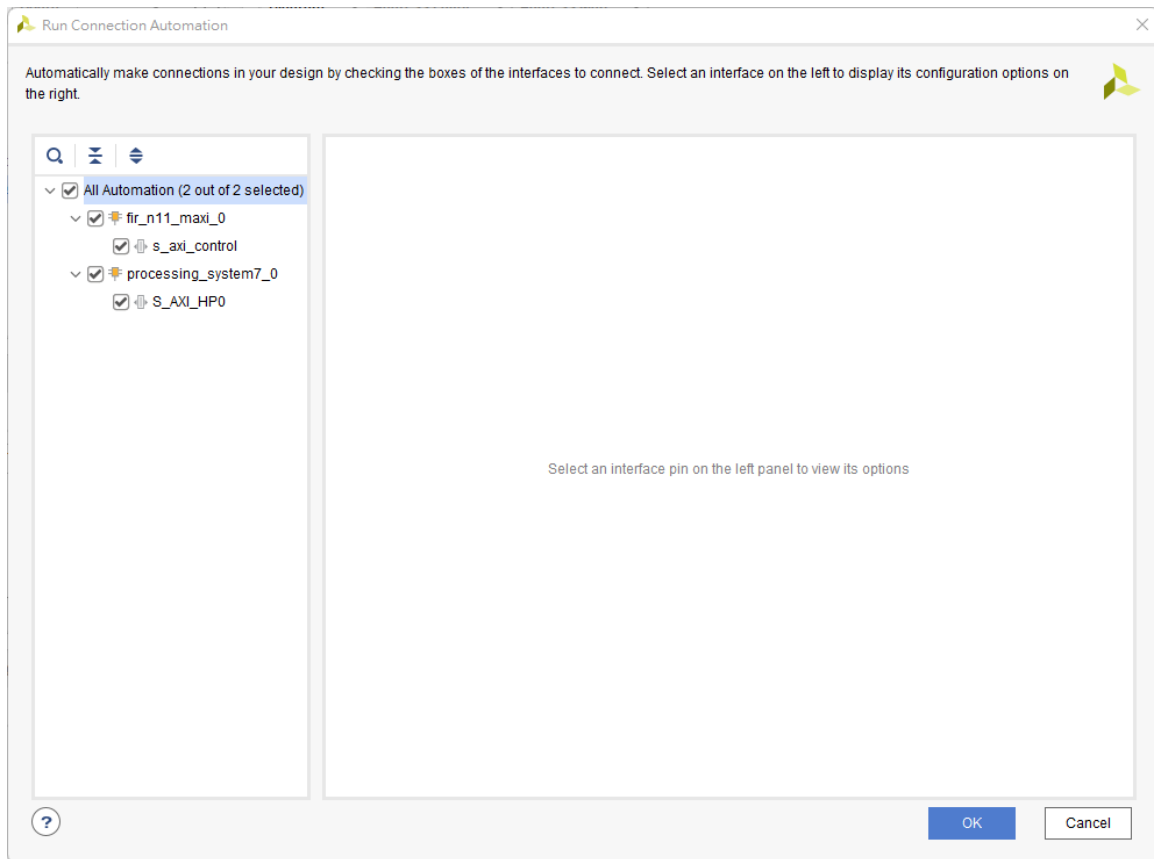 Run Connection Automation
Automatically make connections in your design by checking the boxes of the interfaces to connect. Select an interface on the left to display its configuration options on
the right.
All Automation (2 out of 2 selected)
fir_n11_maxi_0
s_axi_control
processing_system7_0
S_AXI_HP0
Select an interface pin on the left panel to view its options
?
OK
Cancel